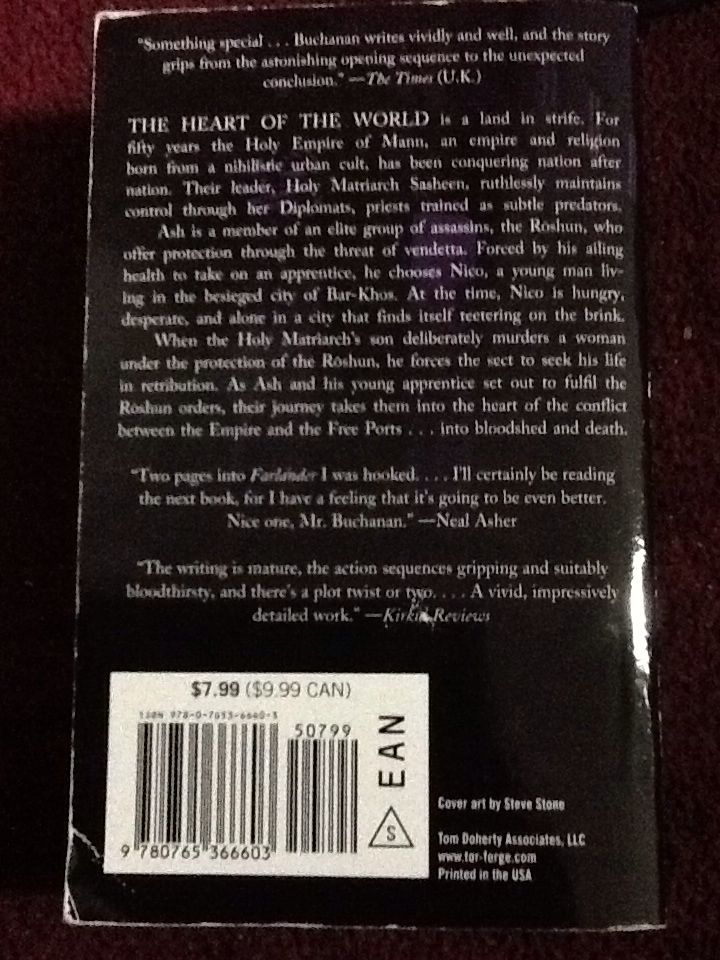 "Something special . . . Buchanan writes vividly and well, and the story
grips from the astonishing opening sequence to the unexpected
conclusion." —The Times (U.K.)
THE HEART OF THE WORLD is a land in strife. For
fifty years the Holy Empire of Mann, an empire and religion
born from a nihilistic urban cult, has been conquering nation after
nation. Their leader, Holy Matriarch Sasheen, ruthlessly maintains
control through her Diplomats, priests trained as subtle predators.
Ash is a member of an elite group of assassins, the Rōshun, who
offer protection through the threat of vendetta. Forced by his ailing
health to take on an apprentice, he chooses Nico, a young man liv-
ing in the besieged city of Bar-Khos. At the time, Nico is hungry,
desperate, and alone in a city that finds itself teetering on the brink.
When the Holy Matriarch's son deliberately murders a woman
under the protection of the Rōshun, he forces the sect to seek his life
in retribution. As Ash and his young apprentice set out to fulfil the
Rōshun orders, their journey takes them into the heart of the conflict
between the Empire and the Free Ports . . . into bloodshed and death.
"Two pages into Farlander I was hooked. . . . I'll certainly be reading
the next book, for I have a feeling that it's going to be even better.
Nice one, Mr. Buchanan." —Neal Asher
"The writing is mature, the action sequences gripping and suitably
bloodthirsty, and there's a plot twist or two. . . . A vivid, impressively
detailed work." —Kirkus Reviews
$7.99 ($9.99 CAN)
ISBN 978-0-7653-6660-3
50799
EAN
S
9 780765 366603
Cover art by Steve Stone
Tom Doherty Associates, LLC
www.tor-forge.com
Printed in the USA